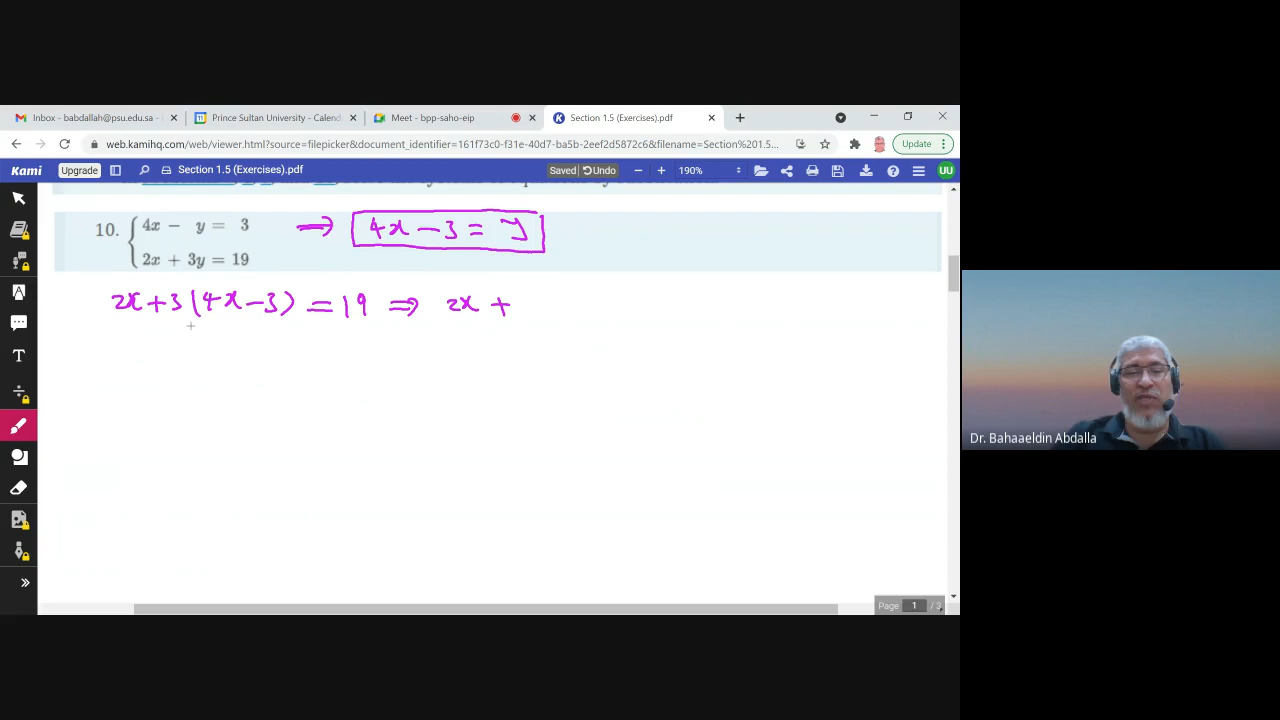 Inbox - babdallah@psu.edu.sa -
Prince Sultan University - Calend
Meet - bpp-saho-eip
Section 1.5 (Exercises).pdf
web.kamihq.com/web/viewer.html?source=filepicker&document_identifier=161f73c0-f31e-40d7-ba5b-2eef2d5872c6&filename=Section%201.5...
Update
Kami
Upgrade
Section 1.5 (Exercises).pdf
Saved
Undo
190%
UU
10. 4x - y = 3 ⇒ 4x - 3 = y
2x + 3y = 19
2x + 3(4x - 3) = 19 ⇒ 2x +
Dr. Bahaaeldin Abdalla
Page 1 / 3